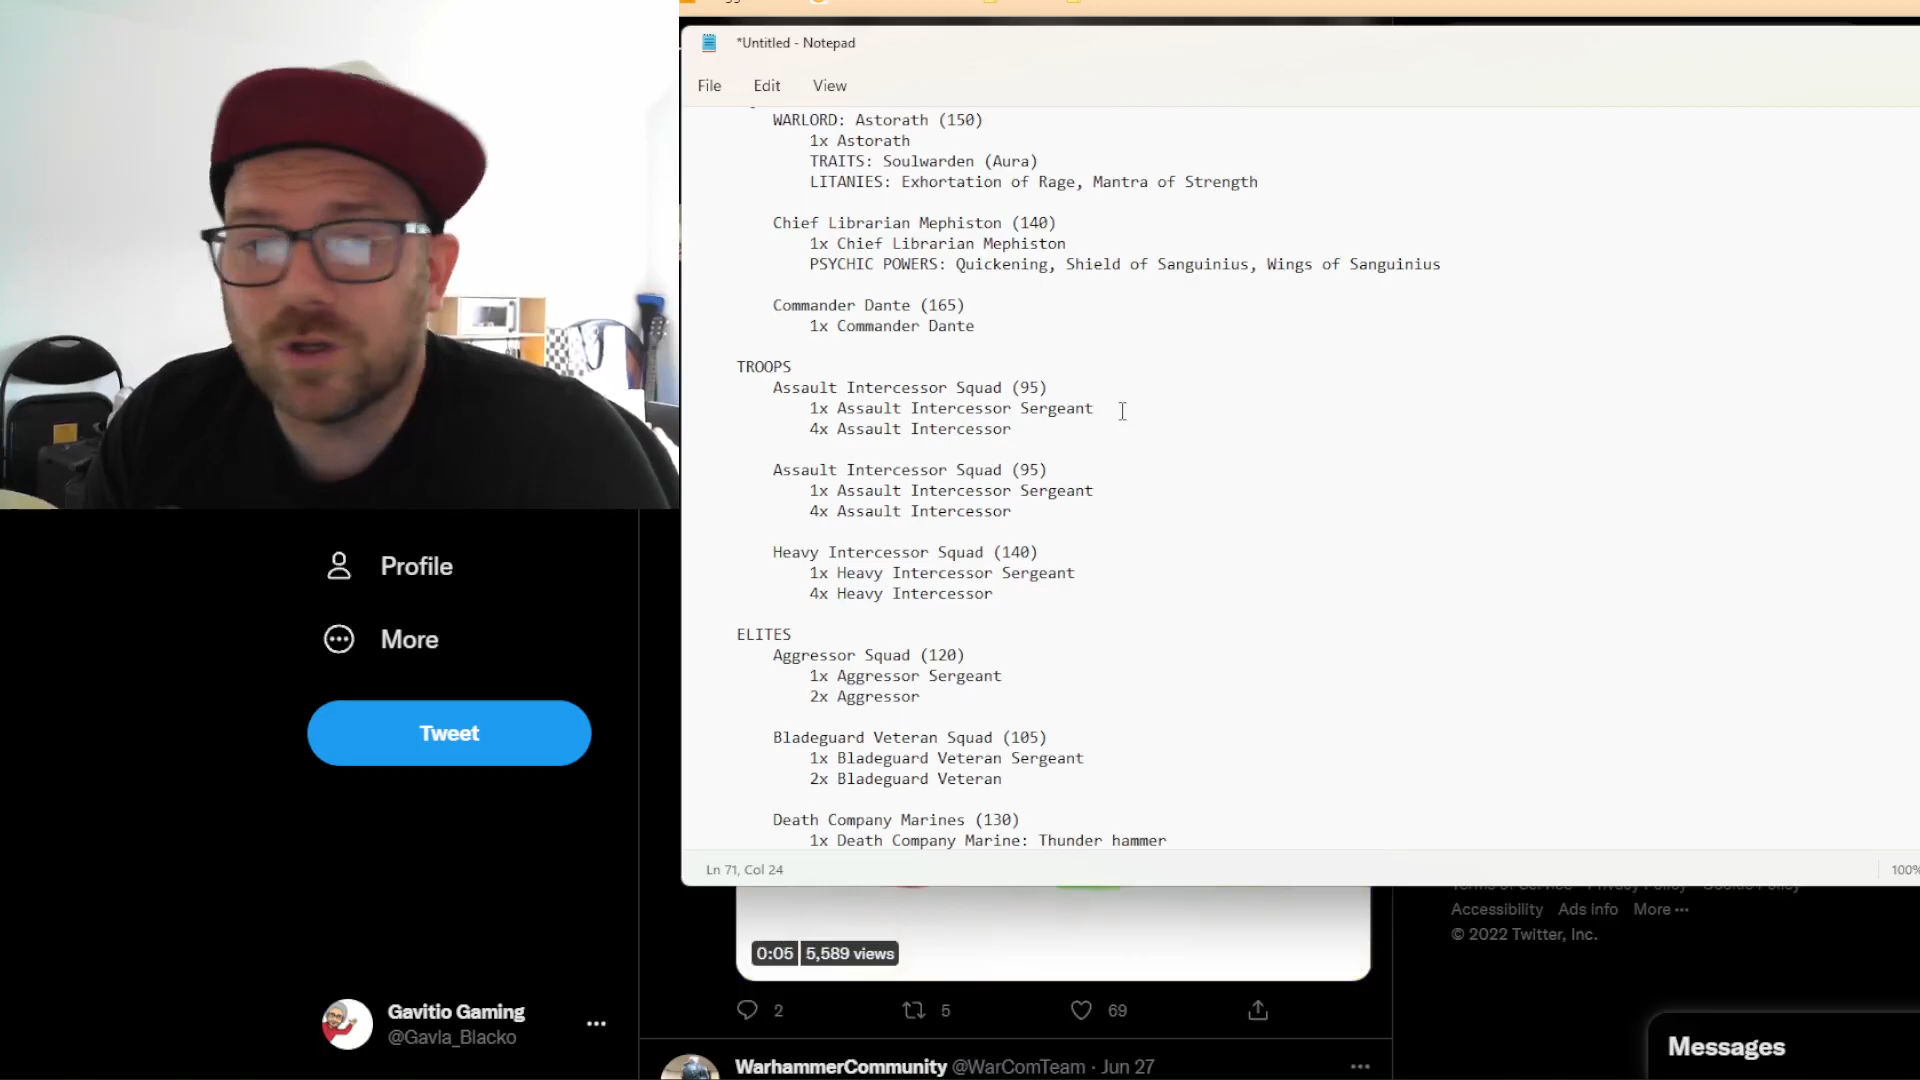 *Untitled - Notepad
File Edit View
WARLORD: Astorath (150)
1x Astorath
TRAITS: Soulwarden (Aura)
LITANIES: Exhortation of Rage, Mantra of Strength
Chief Librarian Mephiston (140)
1x Chief Librarian Mephiston
PSYCHIC POWERS: Quickening, Shield of Sanguinius, Wings of Sanguinius
Commander Dante (165)
1x Commander Dante
TROOPS
Assault Intercessor Squad (95)
1x Assault Intercessor Sergeant
4x Assault Intercessor
Assault Intercessor Squad (95)
1x Assault Intercessor Sergeant
4x Assault Intercessor
Heavy Intercessor Squad (140)
1x Heavy Intercessor Sergeant
4x Heavy Intercessor
ELITES
Aggressor Squad (120)
1x Aggressor Sergeant
2x Aggressor
Bladeguard Veteran Squad (105)
1x Bladeguard Veteran Sergeant
2x Bladeguard Veteran
Death Company Marines (130)
1x Death Company Marine: Thunder hammer
Ln 71, Col 24
100%
Profile
More
Tweet
Gavitio Gaming
@Gavla_Blacko
0:05 5,589 views
2 5 69
WarhammerCommunity @WarComTeam · Jun 27
Terms of Service Privacy Policy Cookie Policy
Accessibility Ads info More ···
© 2022 Twitter, Inc.
Messages